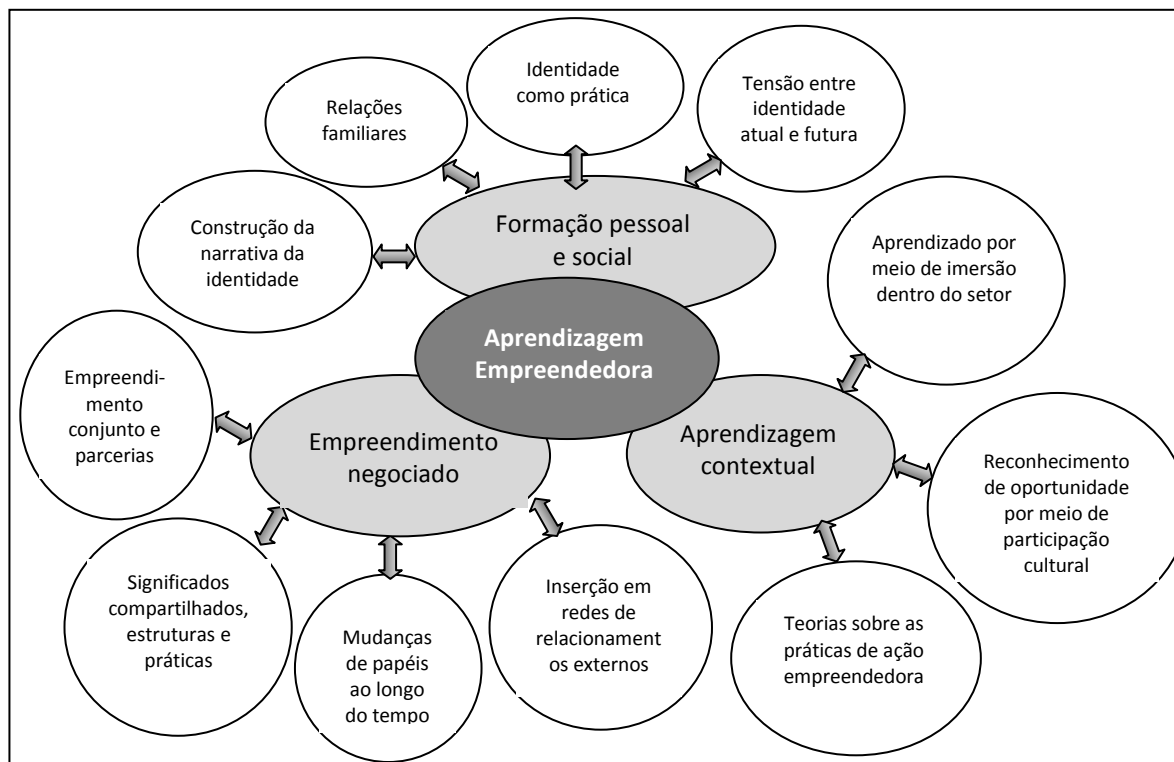 Identidade
como prática
Tensão entre
identidade
atual e futura
Relações
familiares
Formação pessoal
e social
Construção da
narrativa da
identidade
Aprendizado por
meio de imersão
dentro do setor
Aprendizagem
Empreendedora
Empreendi-
mento
conjunto e
parcerias
Empreendimento
negociado
Aprendizagem
contextual
Reconhecimento
de oportunidade
por meio de
participação
cultural
Significados
compartilhados,
estruturas e
práticas
Mudanças
de papéis
ao longo
do tempo
Inserção em
redes de
relacionament
os externos
Teorias sobre as
práticas de ação
empreendedora